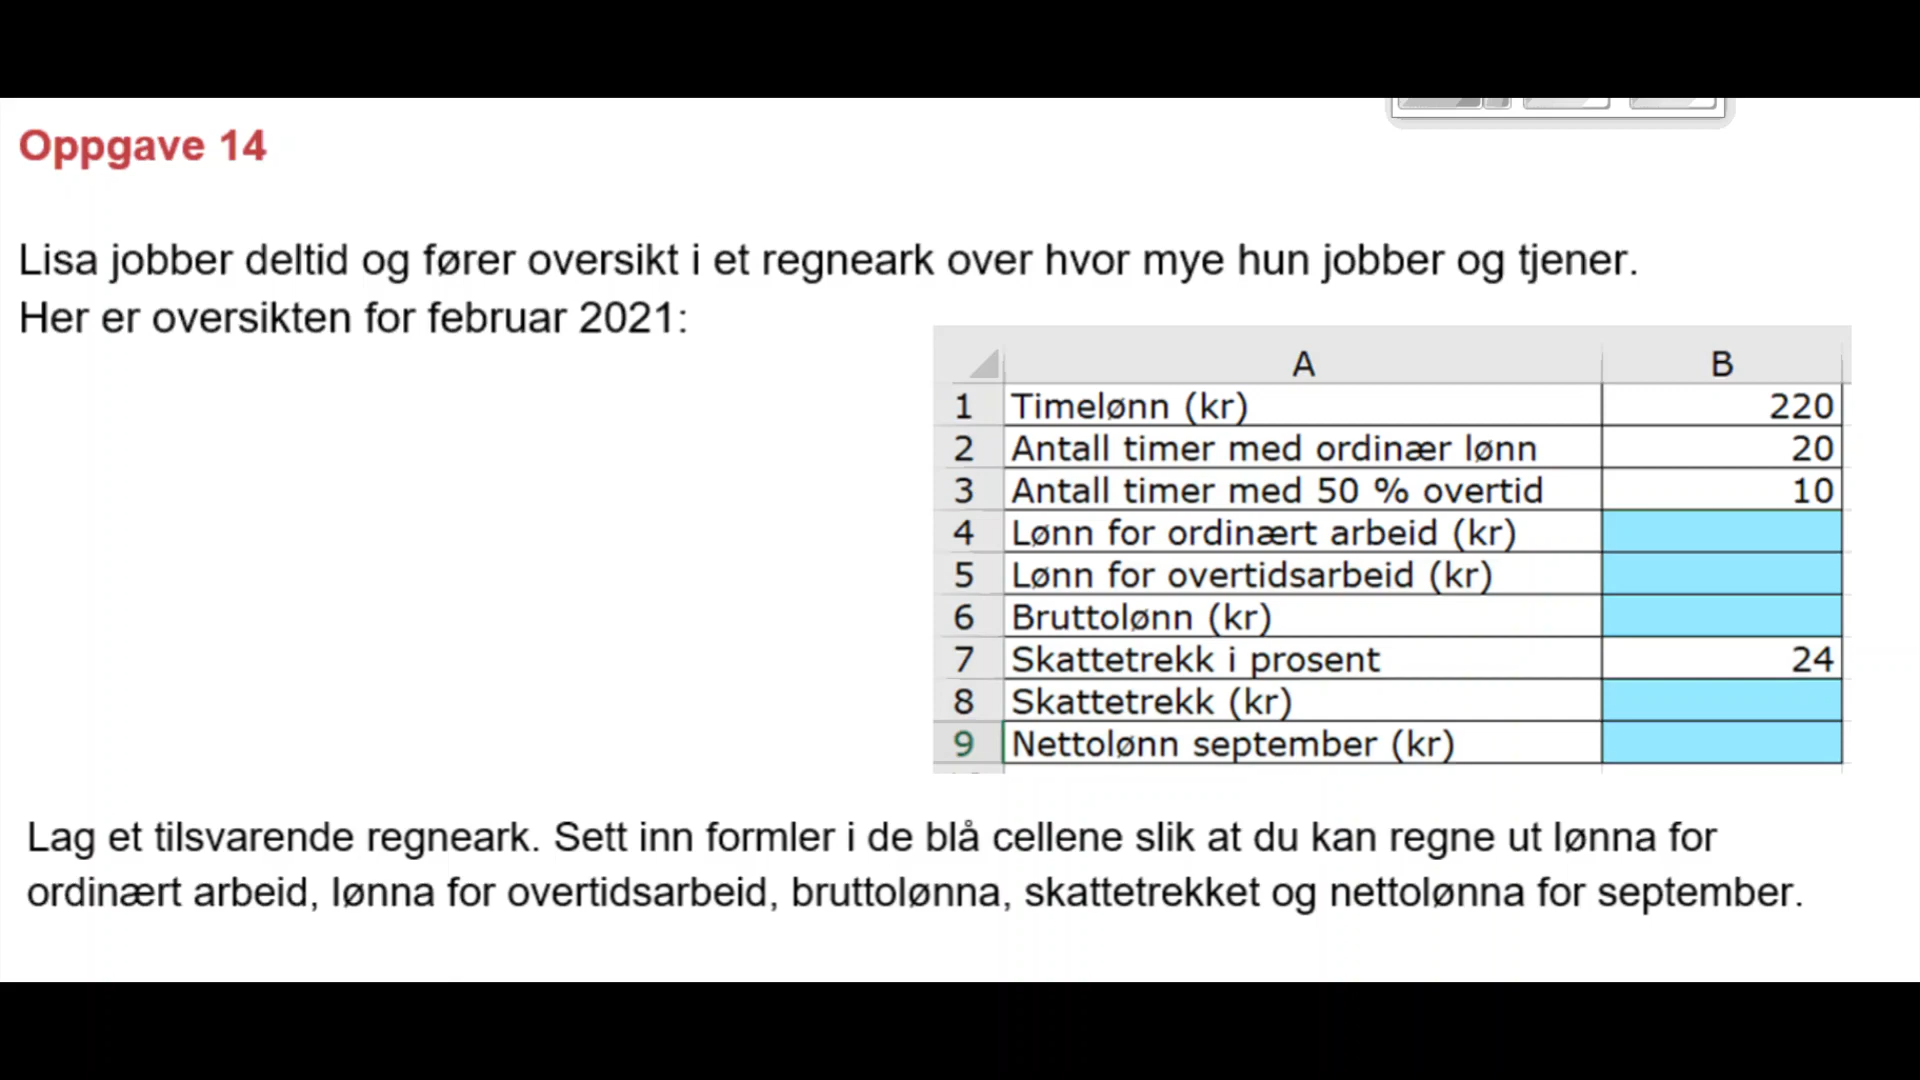 Oppgave 14
Lisa jobber deltid og fører oversikt i et regneark over hvor mye hun jobber og tjener.
Her er oversikten for februar 2021:
A B
1 Timelønn (kr) 220
2 Antall timer med ordinær lønn 20
3 Antall timer med 50 % overtid 10
4 Lønn for ordinært arbeid (kr)
5 Lønn for overtidsarbeid (kr)
6 Bruttolønn (kr)
7 Skattetrekk i prosent 24
8 Skattetrekk (kr)
9 Nettolønn september (kr)
Lag et tilsvarende regneark. Sett inn formler i de blå cellene slik at du kan regne ut lønna for
ordinært arbeid, lønna for overtidsarbeid, bruttolønna, skattetrekket og nettolønna for september.